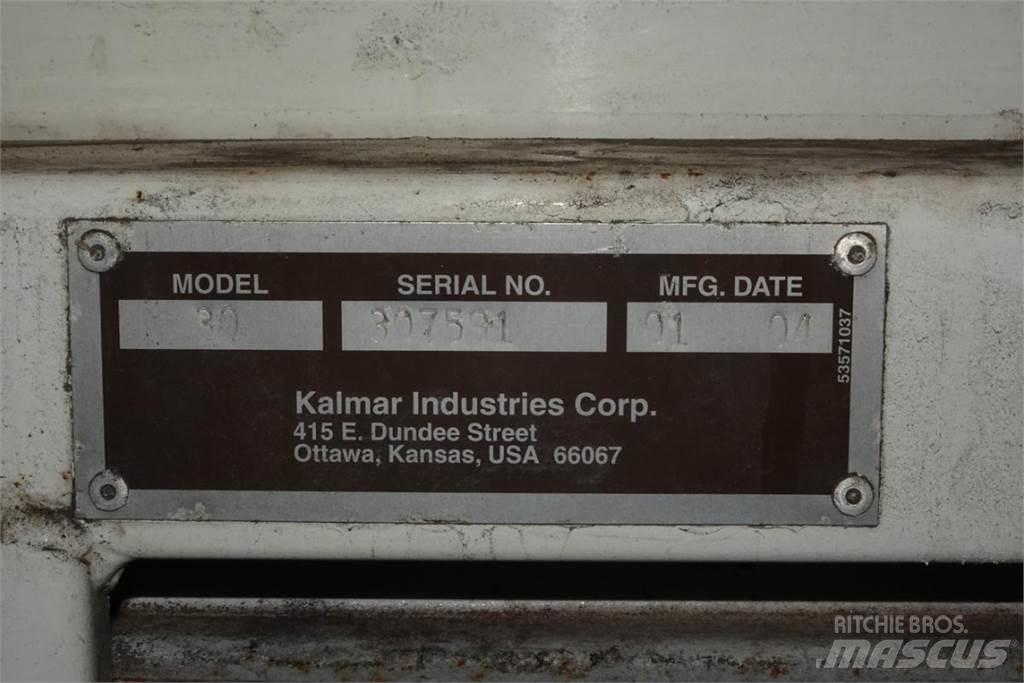 MODEL SERIAL NO. MFG. DATE
30 307591 01 04
53571037
Kalmar Industries Corp.
415 E. Dundee Street
Ottawa, Kansas, USA 66067
RITCHIE BROS.
MASCUS